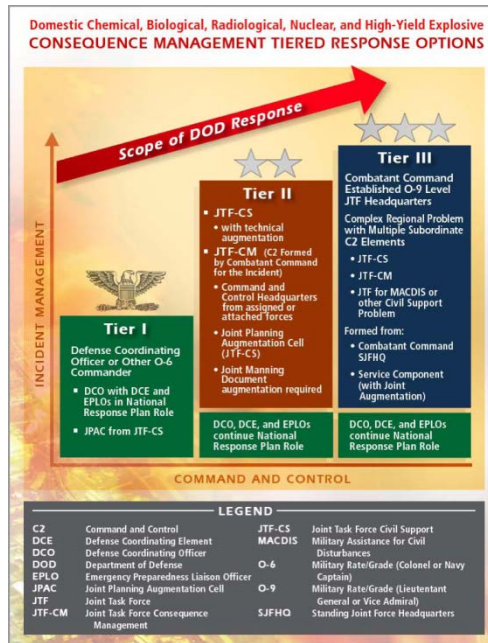 Domestic Chemical, Biological, Radiological, Nuclear, and High-Yield Explosive
CONSEQUENCE MANAGEMENT TIERED RESPONSE OPTIONS
Scope of DOD Response
INCIDENT MANAGEMENT
Tier I
Defense Coordinating
Officer or Other O-6
Commander
▪ DCO with DCE and
EPLOs in National
Response Plan Role
▪ JPAC from JTF-CS
Tier II
▪ JTF-CS
• with technical
augmentation
▪ JTF-CM (C2 Formed
by Combatant Command
for the Incident)
• Command and
Control Headquarters
from assigned or
attached forces
• Joint Planning
Augmentation Cell
(JTF-CS)
• Joint Manning
Document
augmentation required
DCO, DCE, and EPLOs
continue National
Response Plan Role
Tier III
Combatant Command
Established O-9 Level
JTF Headquarters
Complex Regional Problem
with Multiple Subordinate
C2 Elements
• JTF-CS
• JTF-CM
• JTF for MACDIS or
other Civil Support
Problem
Formed from:
• Combatant Command
SJFHQ
• Service Component
(with Joint
Augmentation)
DCO, DCE, and EPLOs
continue National
Response Plan Role
COMMAND AND CONTROL
LEGEND
C2 Command and Control
DCE Defense Coordinating Element
DCO Defense Coordinating Officer
DOD Department of Defense
EPLO Emergency Preparedness Liaison Officer
JPAC Joint Planning Augmentation Cell
JTF Joint Task Force
JTF-CM Joint Task Force Consequence
Management
JTF-CS Joint Task Force Civil Support
MACDIS Military Assistance for Civil
Disturbances
O-6 Military Rate/Grade (Colonel or Navy
Captain)
O-9 Military Rate/Grade (Lieutentant
General or Vice Admiral)
SJFHQ Standing Joint Force Headquarters